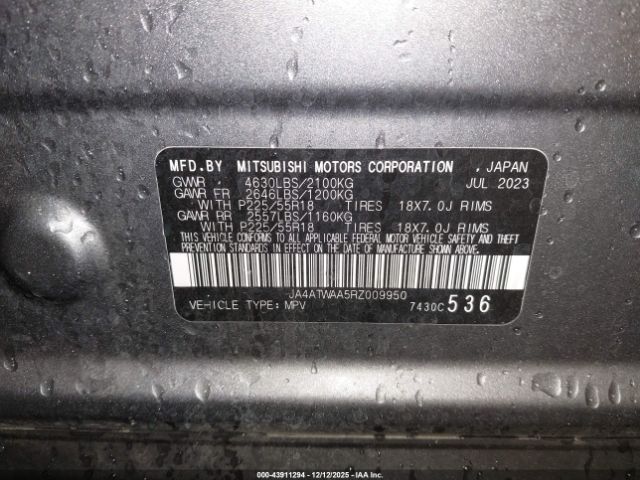 MFD.BY MITSUBISHI MOTORS CORPORATION , JAPAN
GVWR . 4630LBS/2100KG JUL 2023
GAWR FR 2646LBS/1200KG
WITH P225/55R18 TIRES 18X7.0J RIMS
GAWR RR 2557LBS/1160KG
WITH P225/55R18 TIRES 18X7.0J RIMS
THIS VEHICLE CONFORMS TO ALL APPLICABLE FEDERAL MOTOR VEHICLE SAFETY AND THEFT
PREVENTION STANDARDS IN EFFECT ON THE DATE OF MANUFACTURE SHOWN ABOVE.
JA4ATWAA5RZ009950
VEHICLE TYPE: MPV 7430C 536
000-43911294 - 12/12/2025 - IAA Inc.